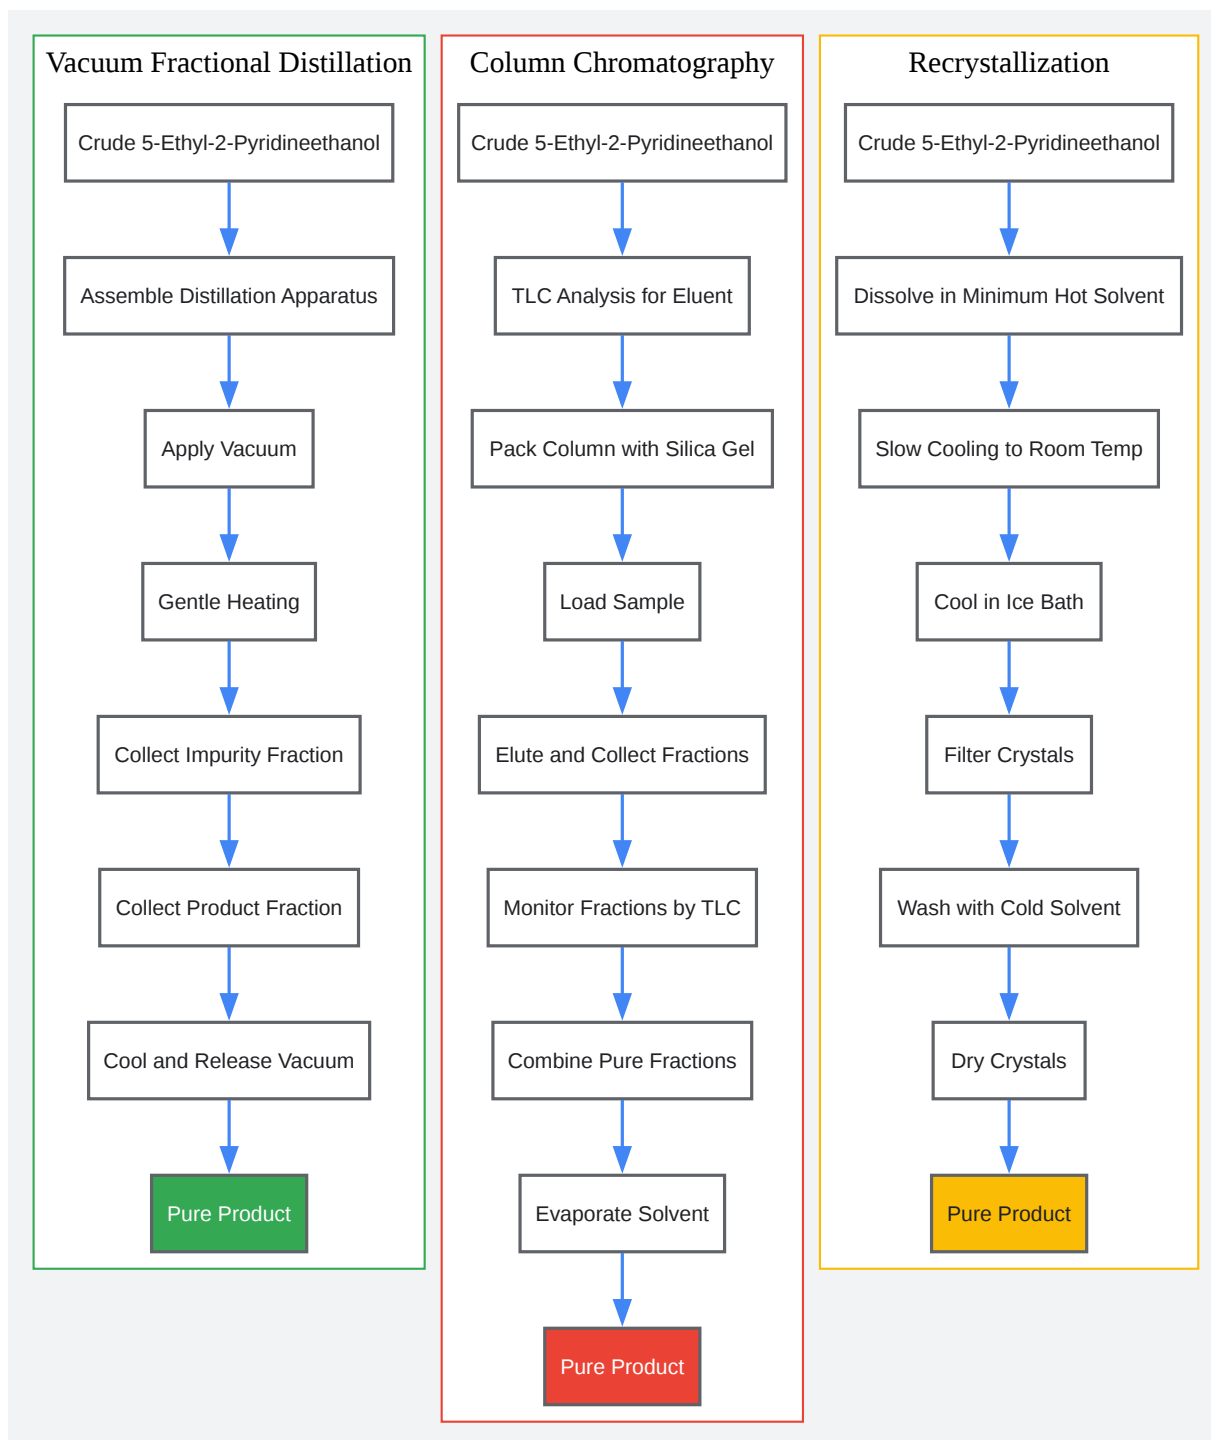 Vacuum Fractional Distillation
Crude 5-Ethyl-2-Pyridineethanol
Assemble Distillation Apparatus
Apply Vacuum
Gentle Heating
Collect Impurity Fraction
Collect Product Fraction
Cool and Release Vacuum
Pure Product
Column Chromatography
Crude 5-Ethyl-2-Pyridineethanol
TLC Analysis for Eluent
Pack Column with Silica Gel
Load Sample
Elute and Collect Fractions
Monitor Fractions by TLC
Combine Pure Fractions
Evaporate Solvent
Pure Product
Recrystallization
Crude 5-Ethyl-2-Pyridineethanol
Dissolve in Minimum Hot Solvent
Slow Cooling to Room Temp
Cool in Ice Bath
Filter Crystals
Wash with Cold Solvent
Dry Crystals
Pure Product